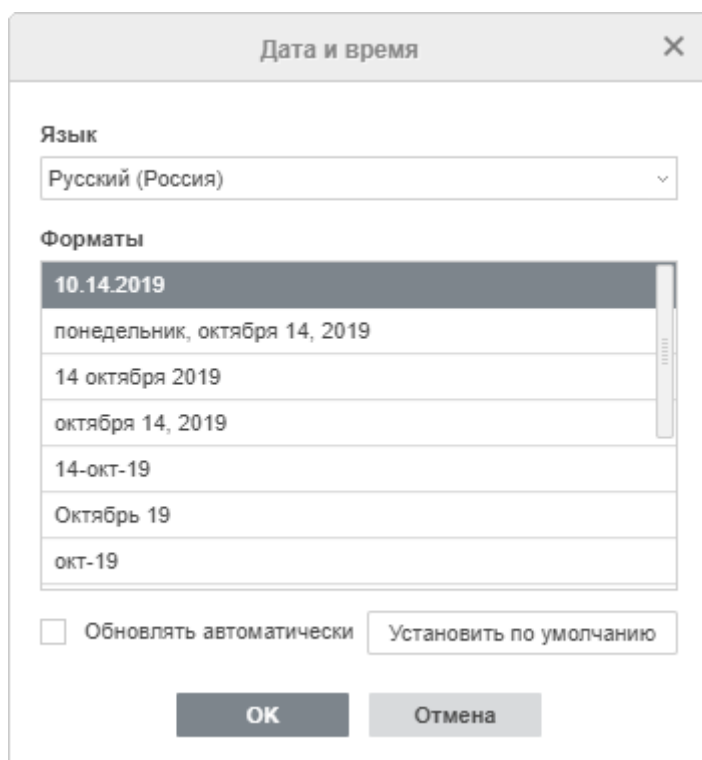 Дата и время
Язык
Русский (Россия)
Форматы
10.14.2019
понедельник, октября 14, 2019
14 октября 2019
октября 14, 2019
14-окт-19
Октябрь 19
окт-19
Обновлять автоматически Установить по умолчанию
OK Отмена